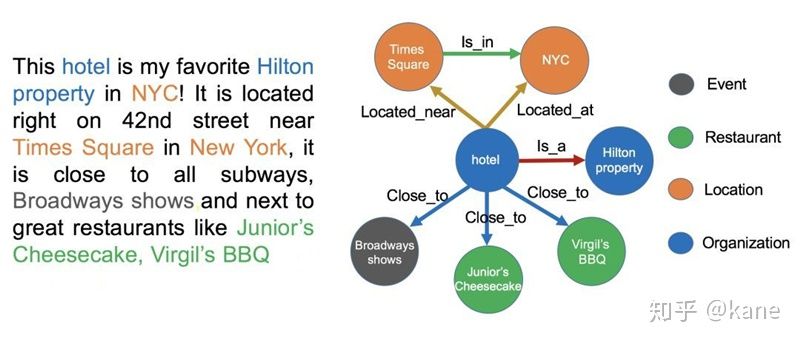 This hotel is my favorite Hilton
property in NYC! It is located
right on 42nd street near
Times Square in New York, it
is close to all subways,
Broadways shows and next to
great restaurants like Junior's
Cheesecake, Virgil's BBQ
Times
Square
Is_in
NYC
Located_near
Located_at
hotel
Is_a
Hilton
property
Close_to
Close_to
Close_to
Broadways
shows
Junior's
Cheesecake
Virgil's
BBQ
Event
Restaurant
Location
Organization
知乎 @kane